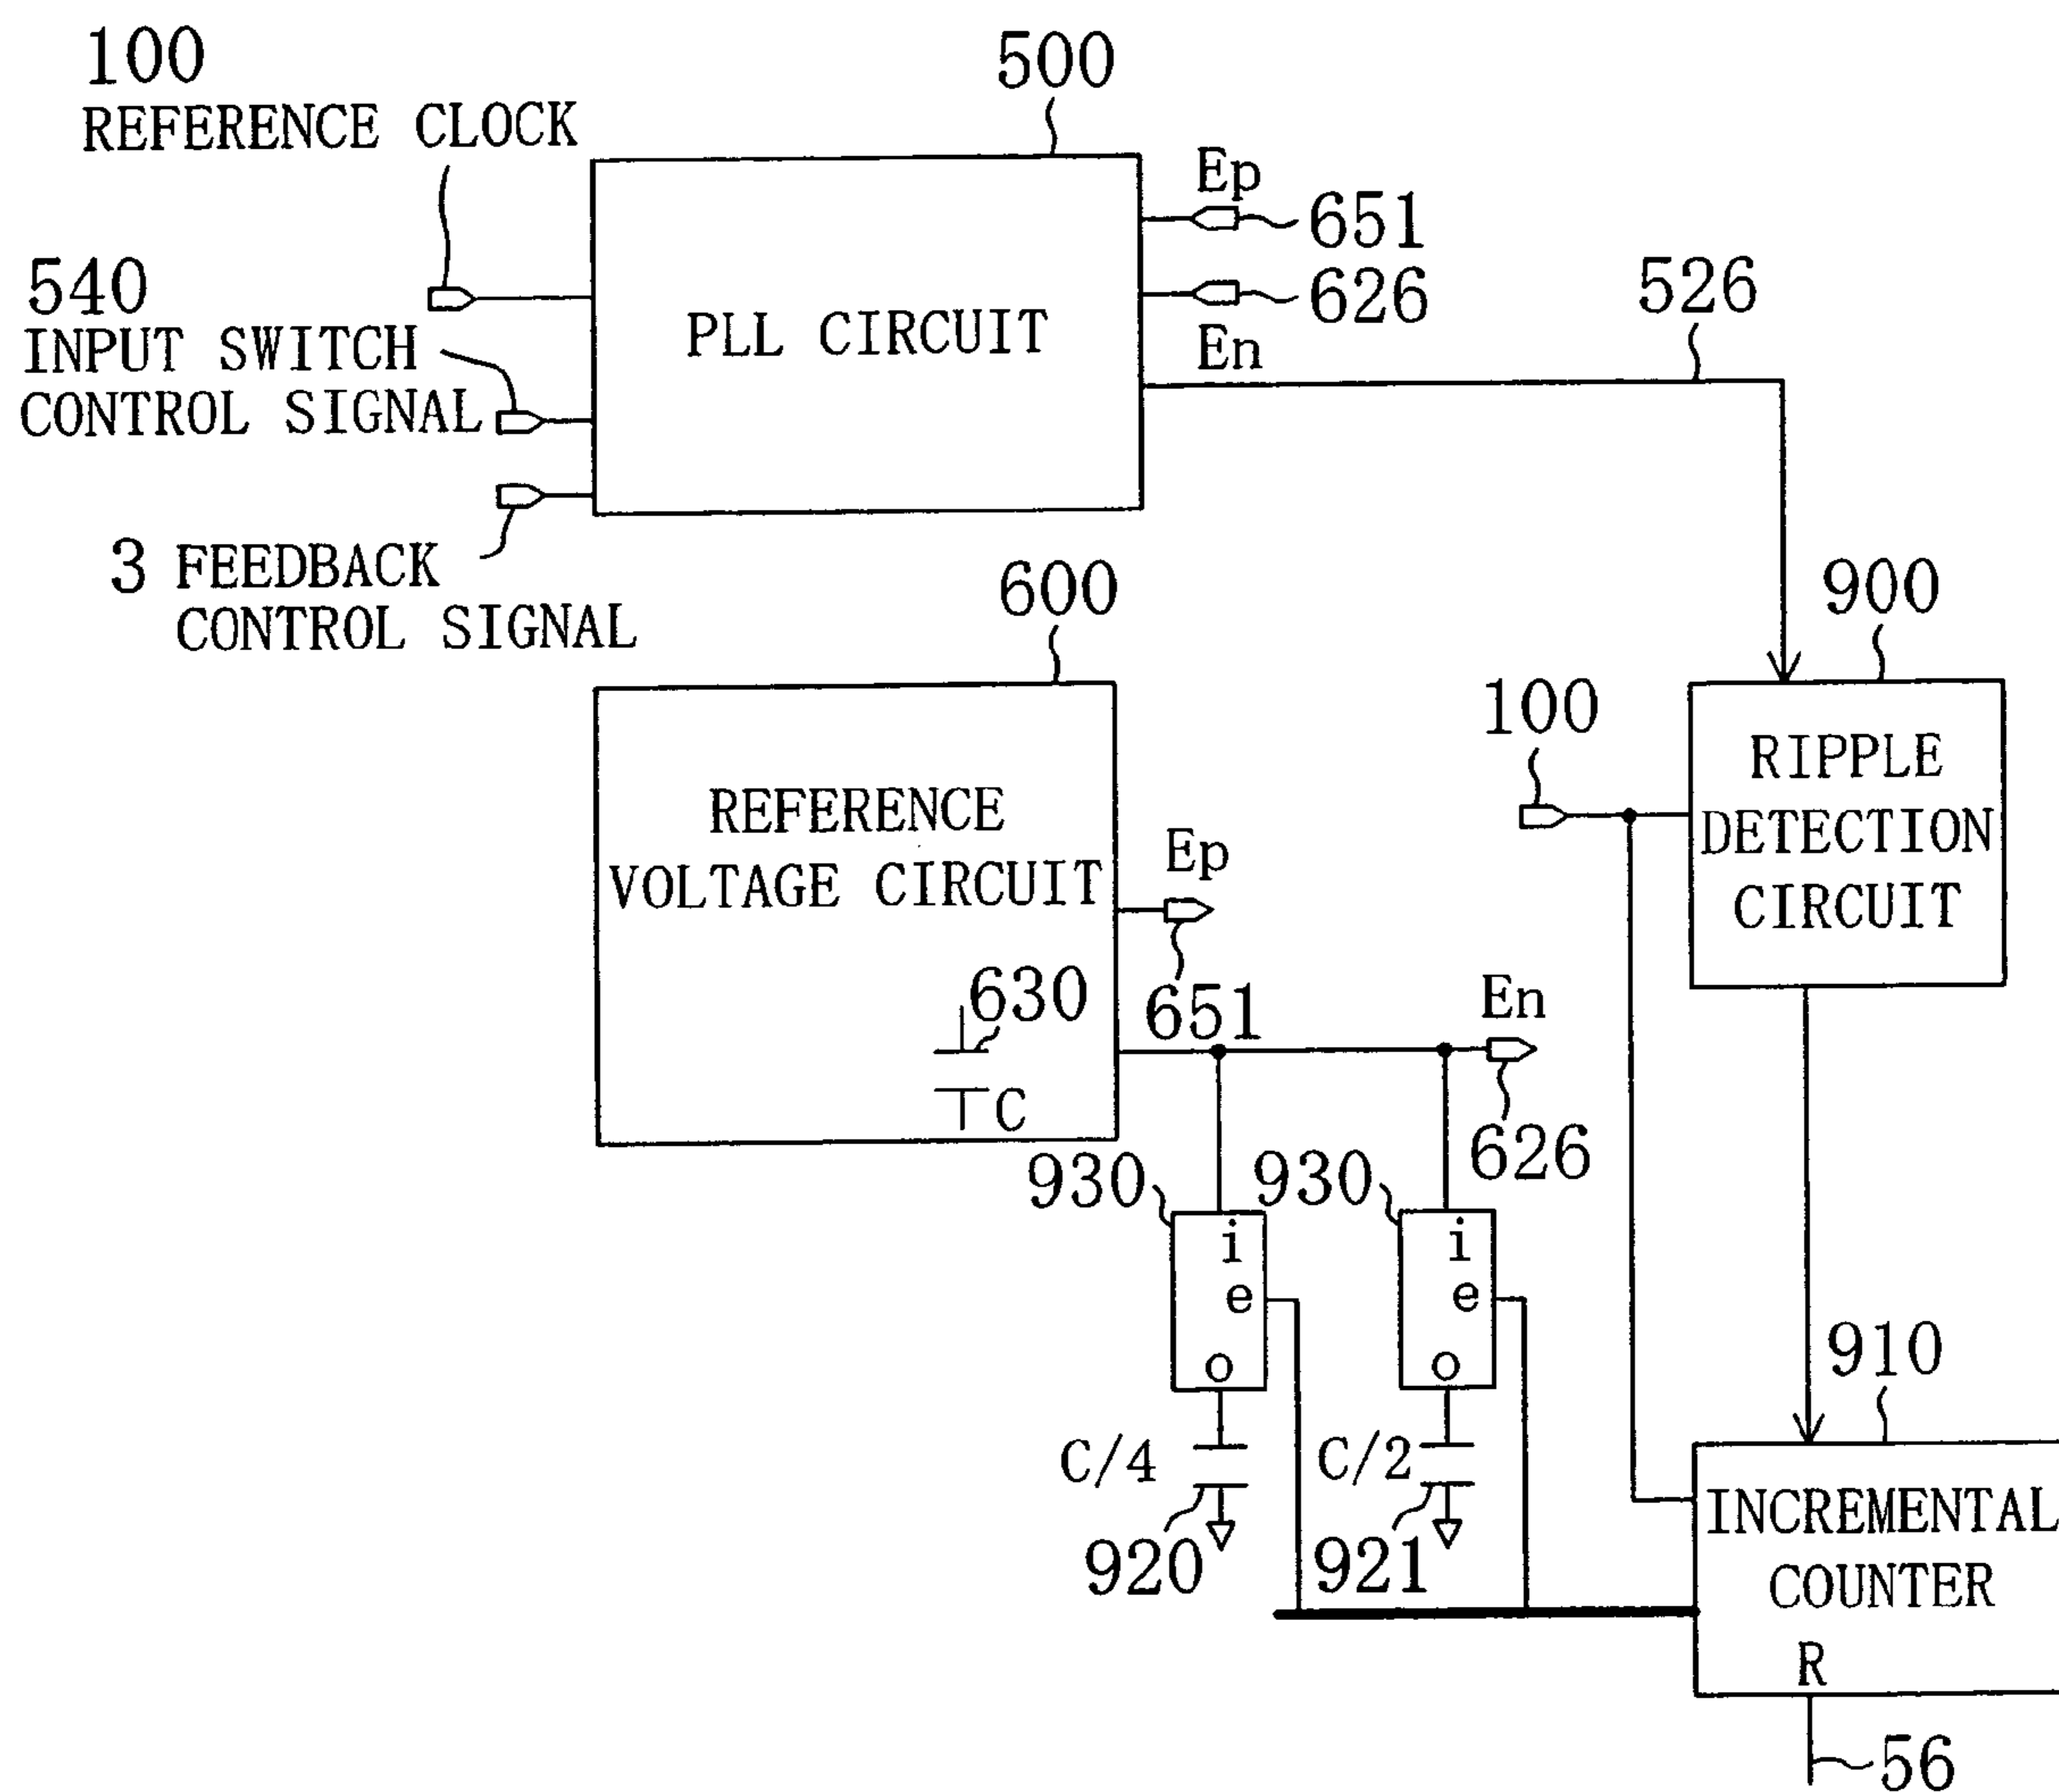 100
REFERENCE CLOCK
500
Ep
651
540
INPUT SWITCH
CONTROL SIGNAL
626
En
526
PLL CIRCUIT
3 FEEDBACK
CONTROL SIGNAL
600
900
100
RIPPLE
DETECTION
CIRCUIT
REFERENCE
VOLTAGE CIRCUIT
Ep
651
630
C
En
626
930
i
e
o
930
i
e
o
910
C/4
920
C/2
921
INCREMENTAL
COUNTER
R
56